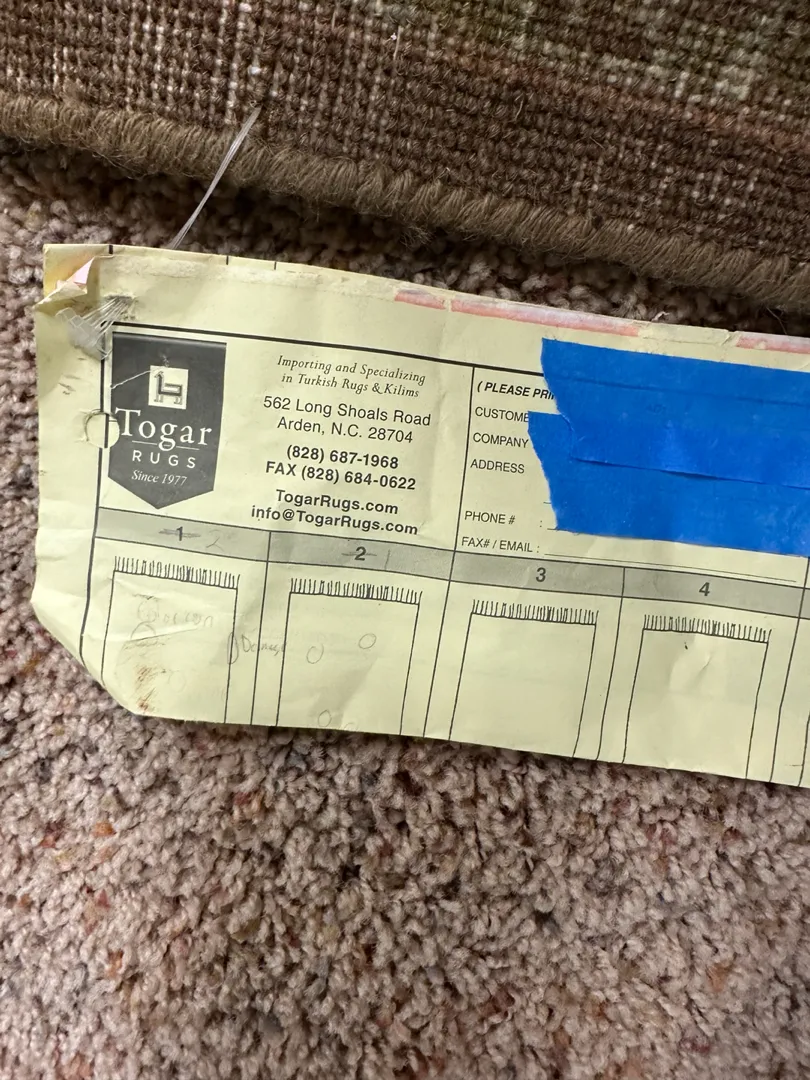 Togar
RUGS
Since 1977
Importing and Specializing
in Turkish Rugs & Kilims
562 Long Shoals Road
Arden, N.C. 28704
(828) 687-1968
FAX (828) 684-0622
TogarRugs.com
info@TogarRugs.com
( PLEASE PRI
CUSTOME
COMPANY
ADDRESS
PHONE # :
FAX# / EMAIL :
1 2
2 1
3
4